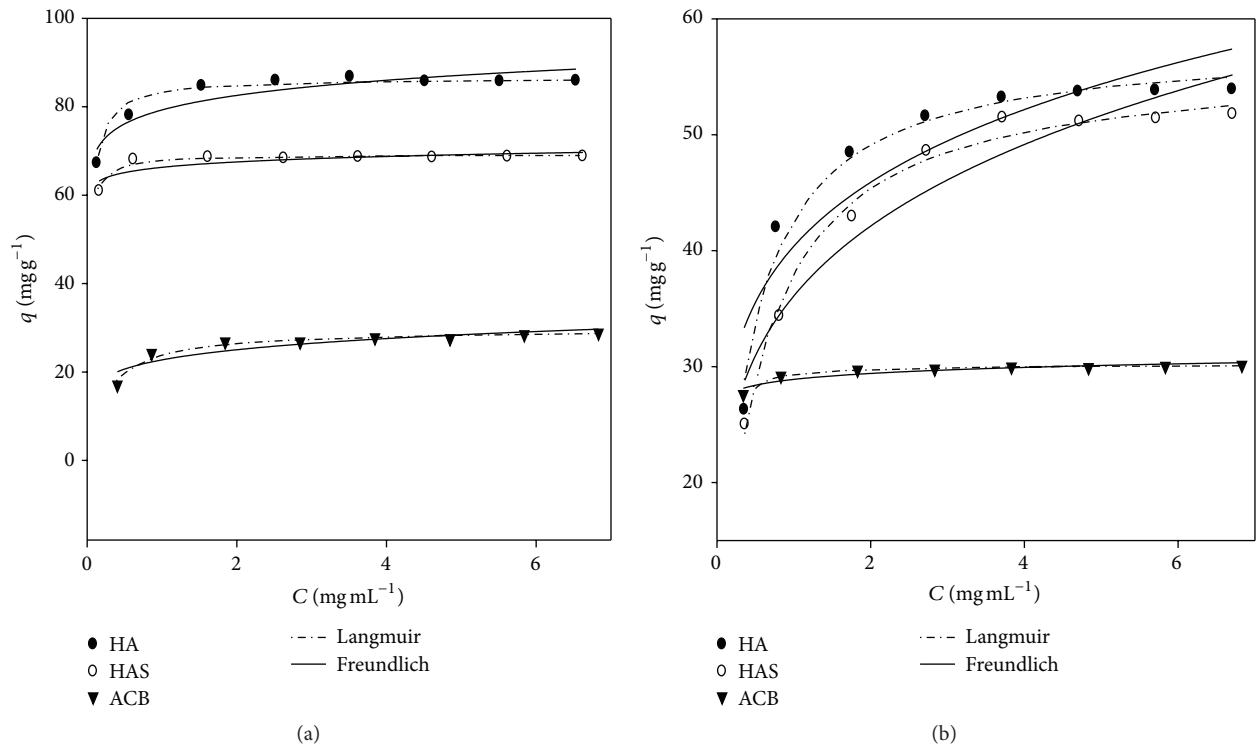 100
80
60
40
20
0
q (mg g⁻¹)
0 2 4 6
C (mg mL⁻¹)
HA
HAS
ACB
Langmuir
Freundlich
(a)
60
50
40
30
20
q (mg g⁻¹)
0 2 4 6
C (mg mL⁻¹)
HA
HAS
ACB
Langmuir
Freundlich
(b)